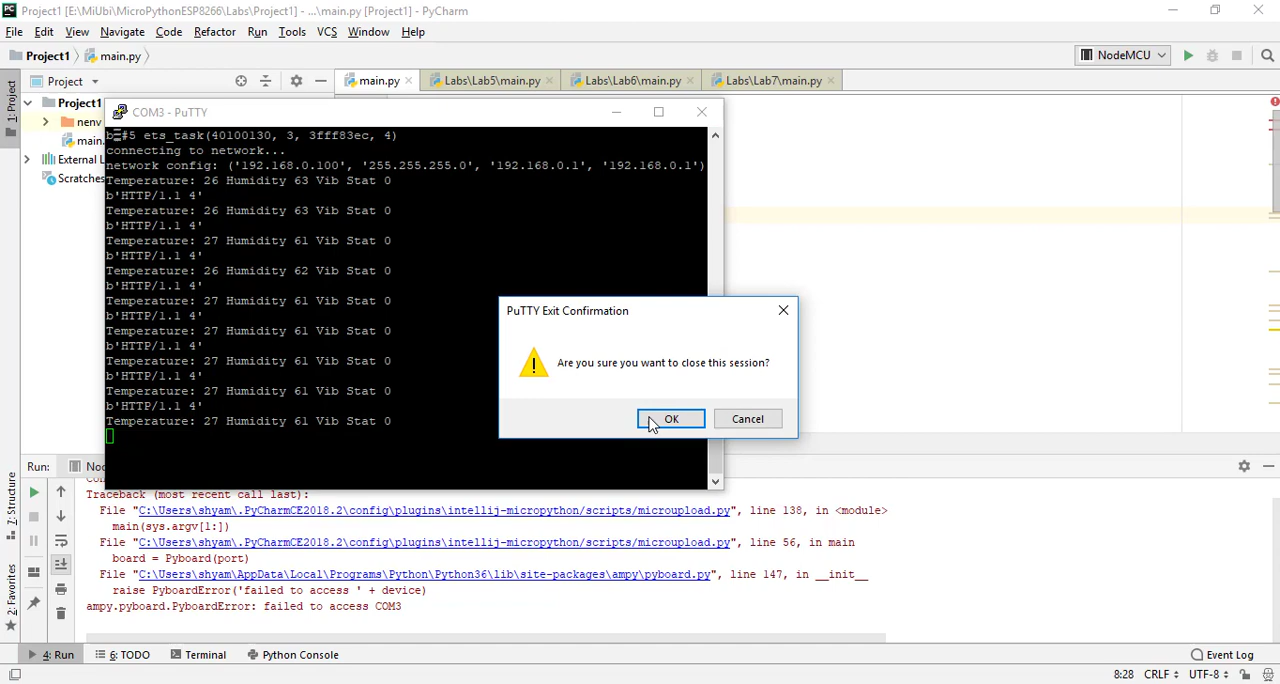 Project1 [E:\MiUbi\MicroPythonESP8266\Labs\Project1] - ...\main.py [Project1] - PyCharm
File Edit View Navigate Code Refactor Run Tools VCS Window Help
Project1 main.py NodeMCU
1: Project Project main.py Labs\Lab5\main.py Labs\Lab6\main.py Labs\Lab7\main.py
Project1
nenv
main.
External L
Scratches
COM3 - PuTTY
#5 ets_task(40100130, 3, 3fff83ec, 4)
connecting to network...
network config: ('192.168.0.100', '255.255.255.0', '192.168.0.1', '192.168.0.1')
Temperature: 26 Humidity 63 Vib Stat 0
b'HTTP/1.1 4'
Temperature: 26 Humidity 63 Vib Stat 0
b'HTTP/1.1 4'
Temperature: 27 Humidity 61 Vib Stat 0
b'HTTP/1.1 4'
Temperature: 26 Humidity 62 Vib Stat 0
b'HTTP/1.1 4'
Temperature: 27 Humidity 61 Vib Stat 0
b'HTTP/1.1 4'
Temperature: 27 Humidity 61 Vib Stat 0
b'HTTP/1.1 4'
Temperature: 27 Humidity 61 Vib Stat 0
b'HTTP/1.1 4'
Temperature: 27 Humidity 61 Vib Stat 0
b'HTTP/1.1 4'
Temperature: 27 Humidity 61 Vib Stat 0
PuTTY Exit Confirmation
Are you sure you want to close this session?
OK Cancel
Run: Noc
Traceback (most recent call last):
File "C:\Users\shyam\.PyCharmCE2018.2\config\plugins\intellij-micropython/scripts/microupload.py", line 138, in <module>
main(sys.argv[1:])
File "C:\Users\shyam\.PyCharmCE2018.2\config\plugins\intellij-micropython/scripts/microupload.py", line 56, in main
board = Pyboard(port)
File "C:\Users\shyam\AppData\Local\Programs\Python\Python36\lib\site-packages\ampy\pyboard.py", line 147, in __init__
raise PyboardError('failed to access ' + device)
ampy.pyboard.PyboardError: failed to access COM3
7: Structure
2: Favorites
4: Run 6: TODO Terminal Python Console Event Log
8:28 CRLF UTF-8